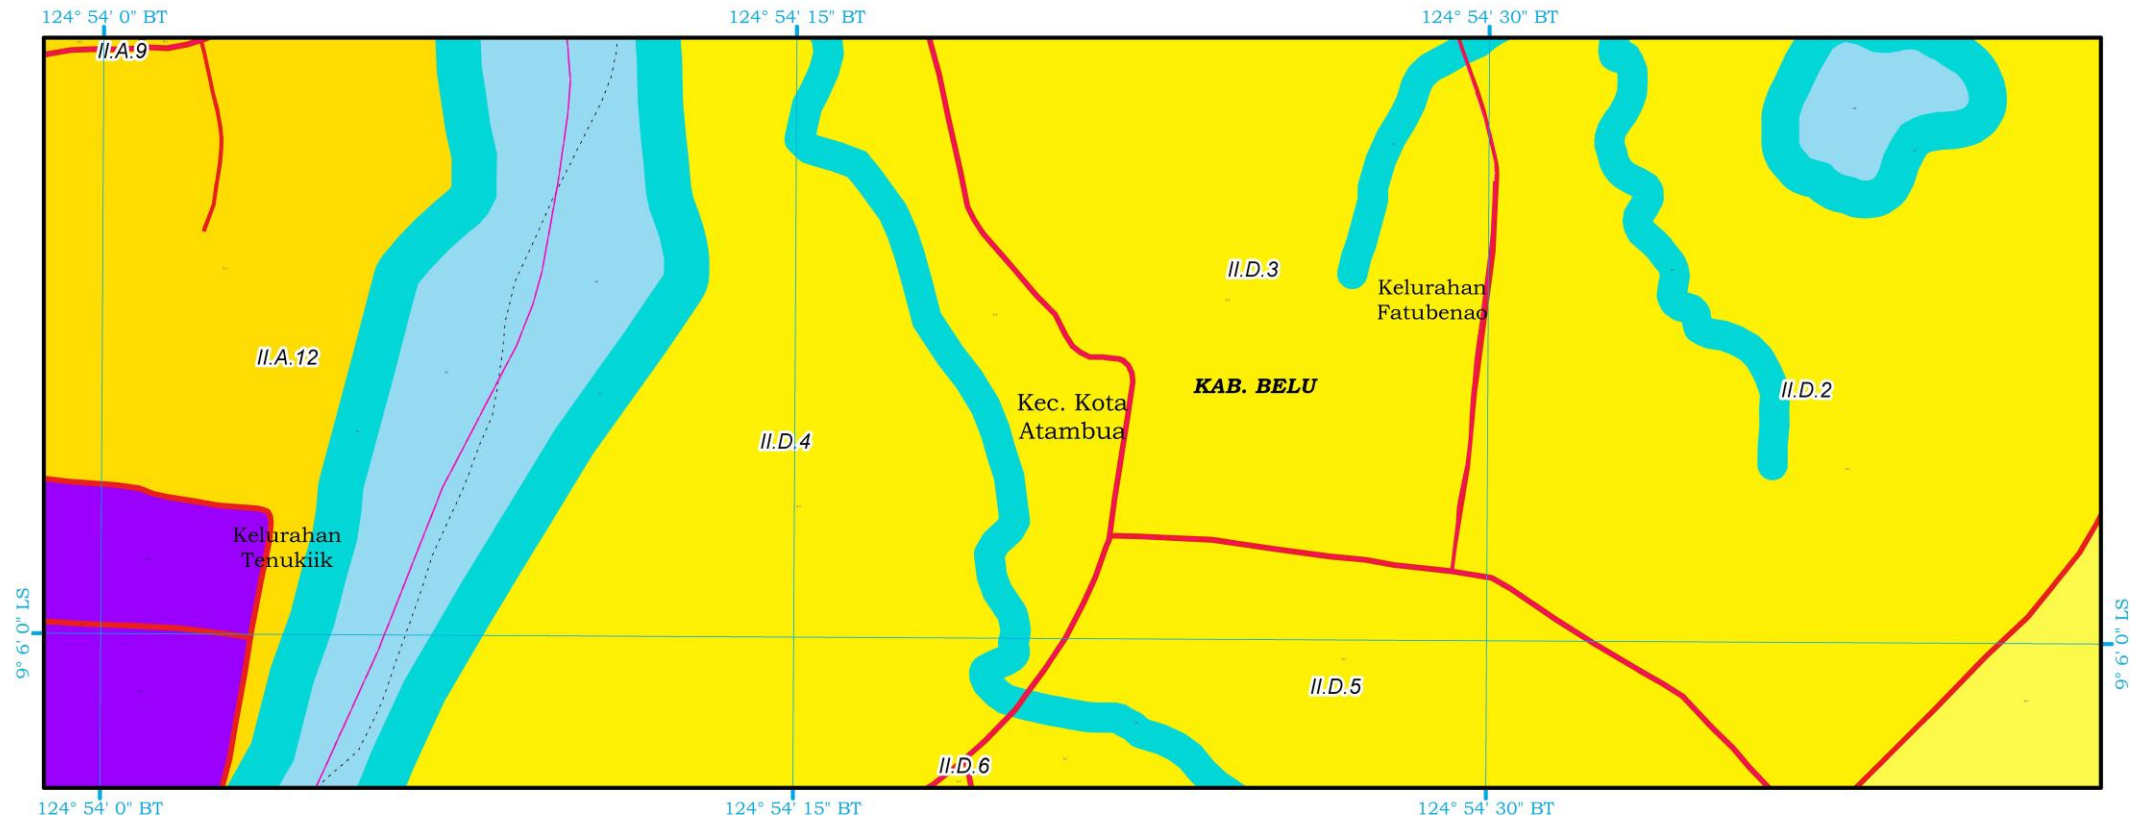 124° 54' 0" BT
124° 54' 15" BT
124° 54' 30" BT
II.A.9
II.D.3
Kelurahan
Fatubenao
II.A.12
KAB. BELU
II.D.2
Kec. Kota
Atambua
II.D.4
Kelurahan
Tenukiik
9° 6' 0" LS
9° 6' 0" LS
II.D.5
II.D.6
124° 54' 0" BT
124° 54' 15" BT
124° 54' 30" BT